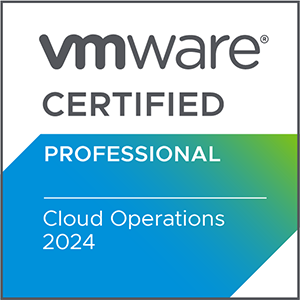 vmware®
CERTIFIED
PROFESSIONAL
Cloud Operations
2024